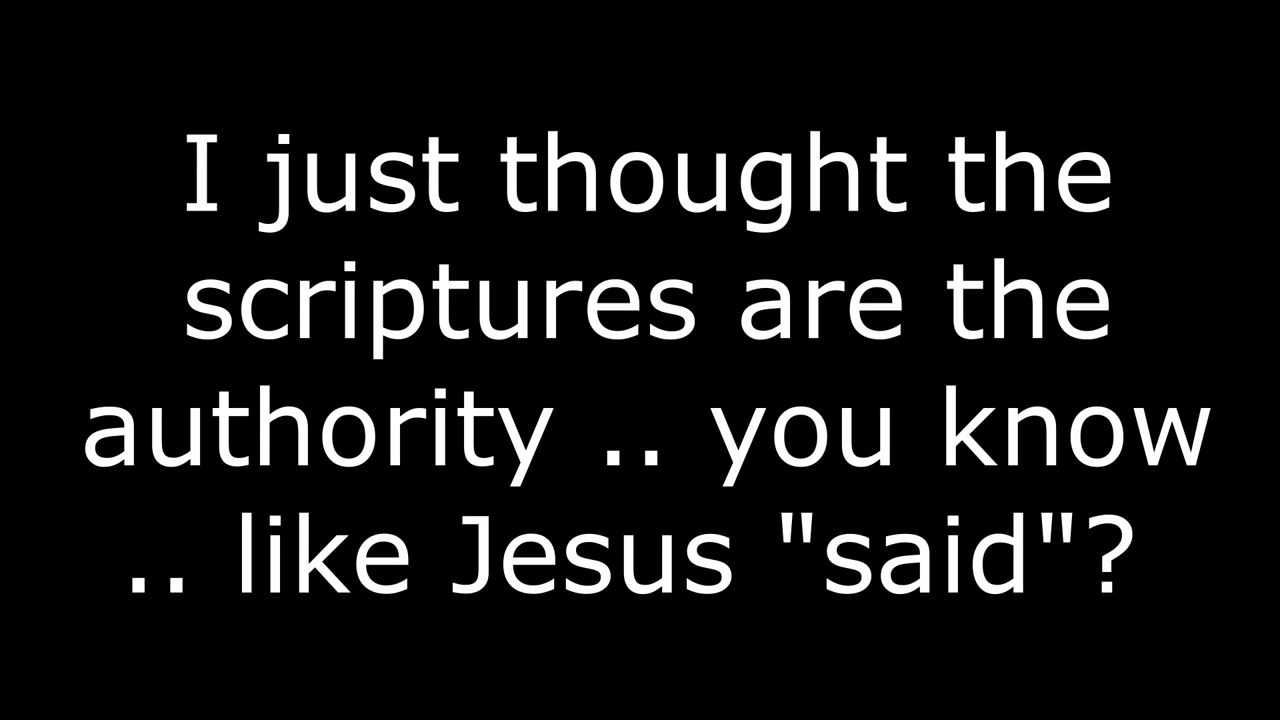 I just thought the
scriptures are the
authority .. you know
.. like Jesus "said"?